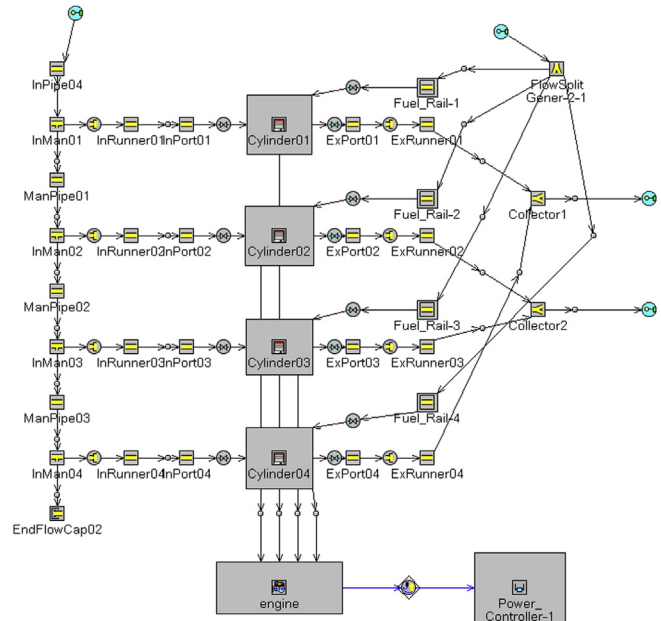 InPipe04
FlowSplit
Gener-2-1
Fuel_Rail-1
InMan01
InRunner01
InPort01
Cylinder01
ExPort01
ExRunner01
ManPipe01
Fuel_Rail-2
Collector1
InMan02
InRunner02
InPort02
Cylinder02
ExPort02
ExRunner02
ManPipe02
Fuel_Rail-3
Collector2
InMan03
InRunner03
InPort03
Cylinder03
ExPort03
ExRunner03
ManPipe03
Fuel_Rail-4
InMan04
InRunner04
InPort04
Cylinder04
ExPort04
ExRunner04
EndFlowCap02
engine
Power_
Controller-1